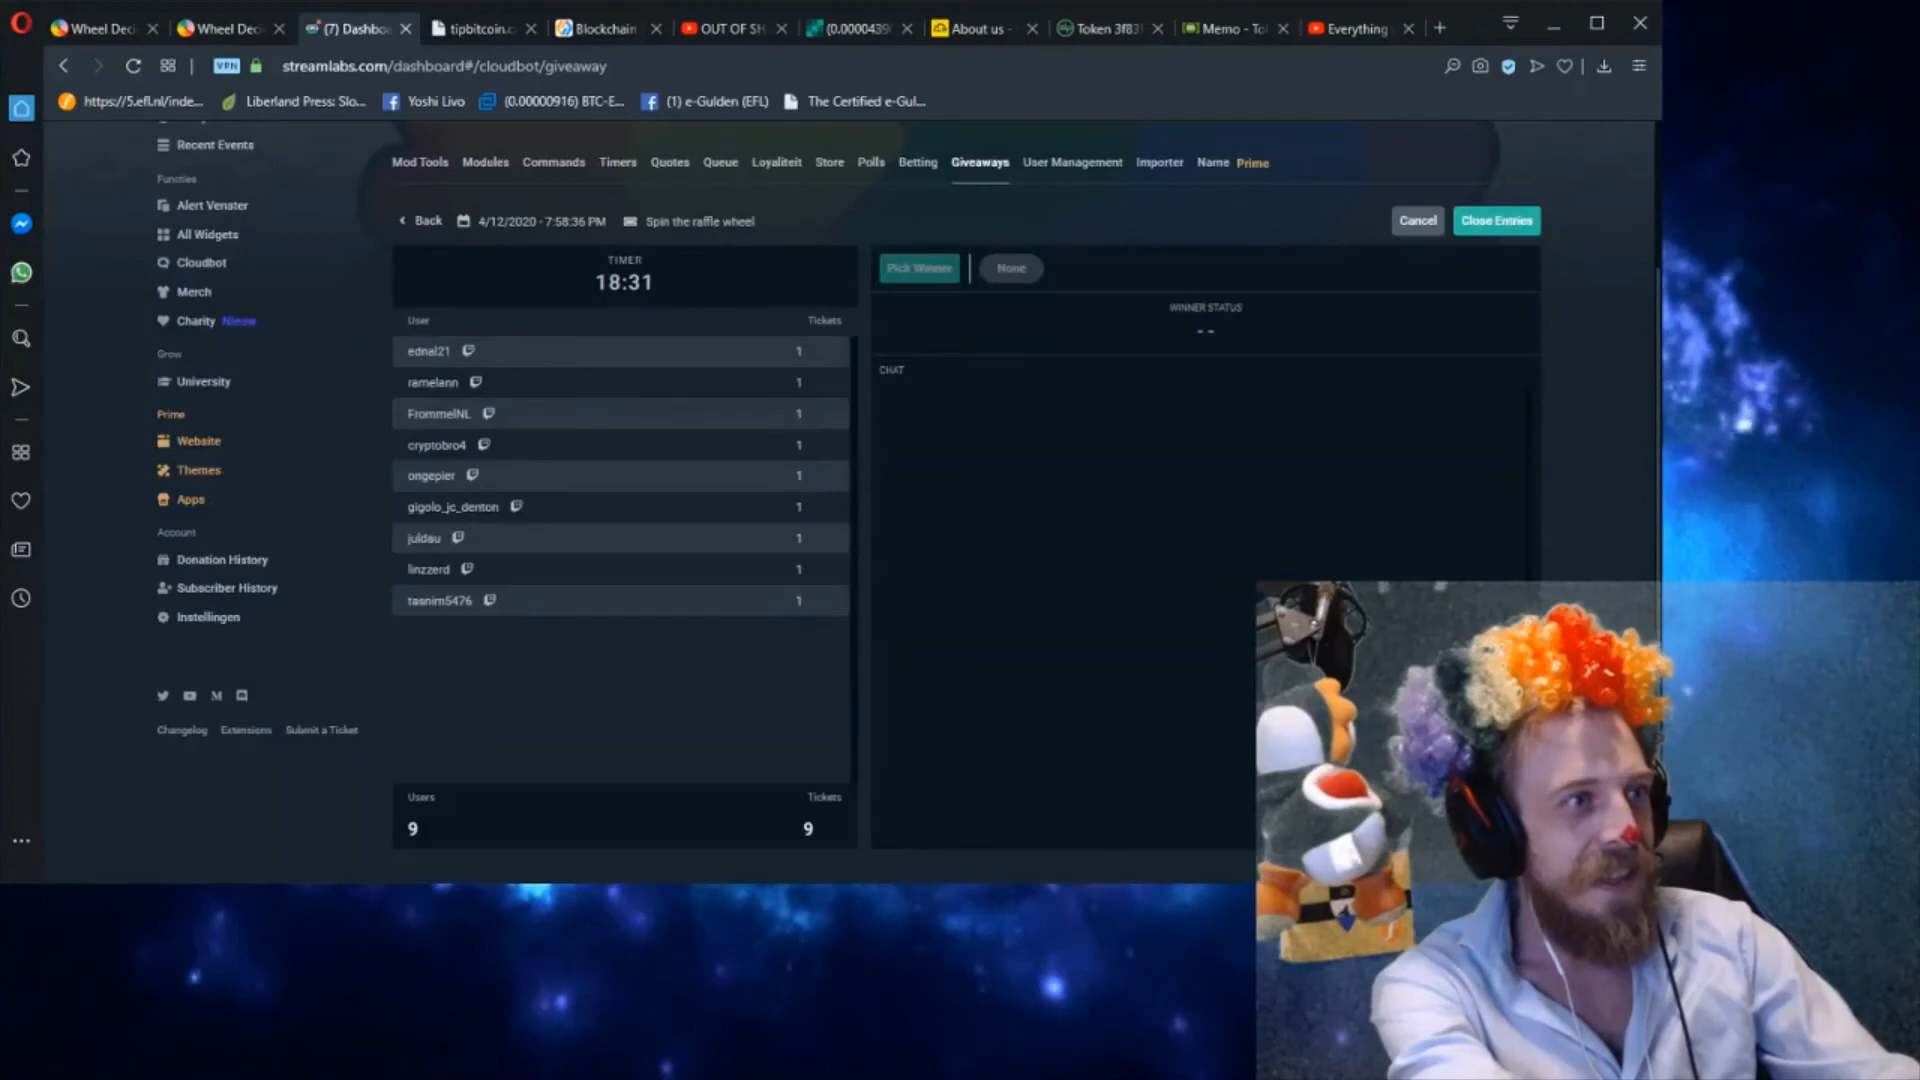 Wheel Deci
Wheel Deci
(7) Dashbo
tipbitcoin.c
Blockchain
OUT OF SH
(0.0000439
About us -
Token 3f83
Memo - To
Everything
VPN
streamlabs.com/dashboard#/cloudbot/giveaway
https://5.efl.nl/inde...
Liberland Press: Slo...
Yoshi Livo
(0.00000916) BTC-E...
(1) e-Gulden (EFL)
The Certified e-Gul...
Recent Events
Functies
Alert Venster
All Widgets
Cloudbot
Merch
Charity Nieuw
Grow
University
Prime
Website
Themes
Apps
Account
Donation History
Subscriber History
Instellingen
Changelog
Extensions
Submit a Ticket
Mod Tools
Modules
Commands
Timers
Quotes
Queue
Loyaliteit
Store
Polls
Betting
Giveaways
User Management
Importer
Name Prime
Back
4/12/2020 - 7:58:36 PM
Spin the raffle wheel
Cancel
Close Entries
TIMER
18:31
User Tickets
ednal21 1
ramelann 1
FrommelNL 1
cryptobro4 1
ongepier 1
gigolo_jc_denton 1
juldau 1
linzzerd 1
tasnim5476 1
Users Tickets
9 9
Pick Winner
None
WINNER STATUS
--
CHAT